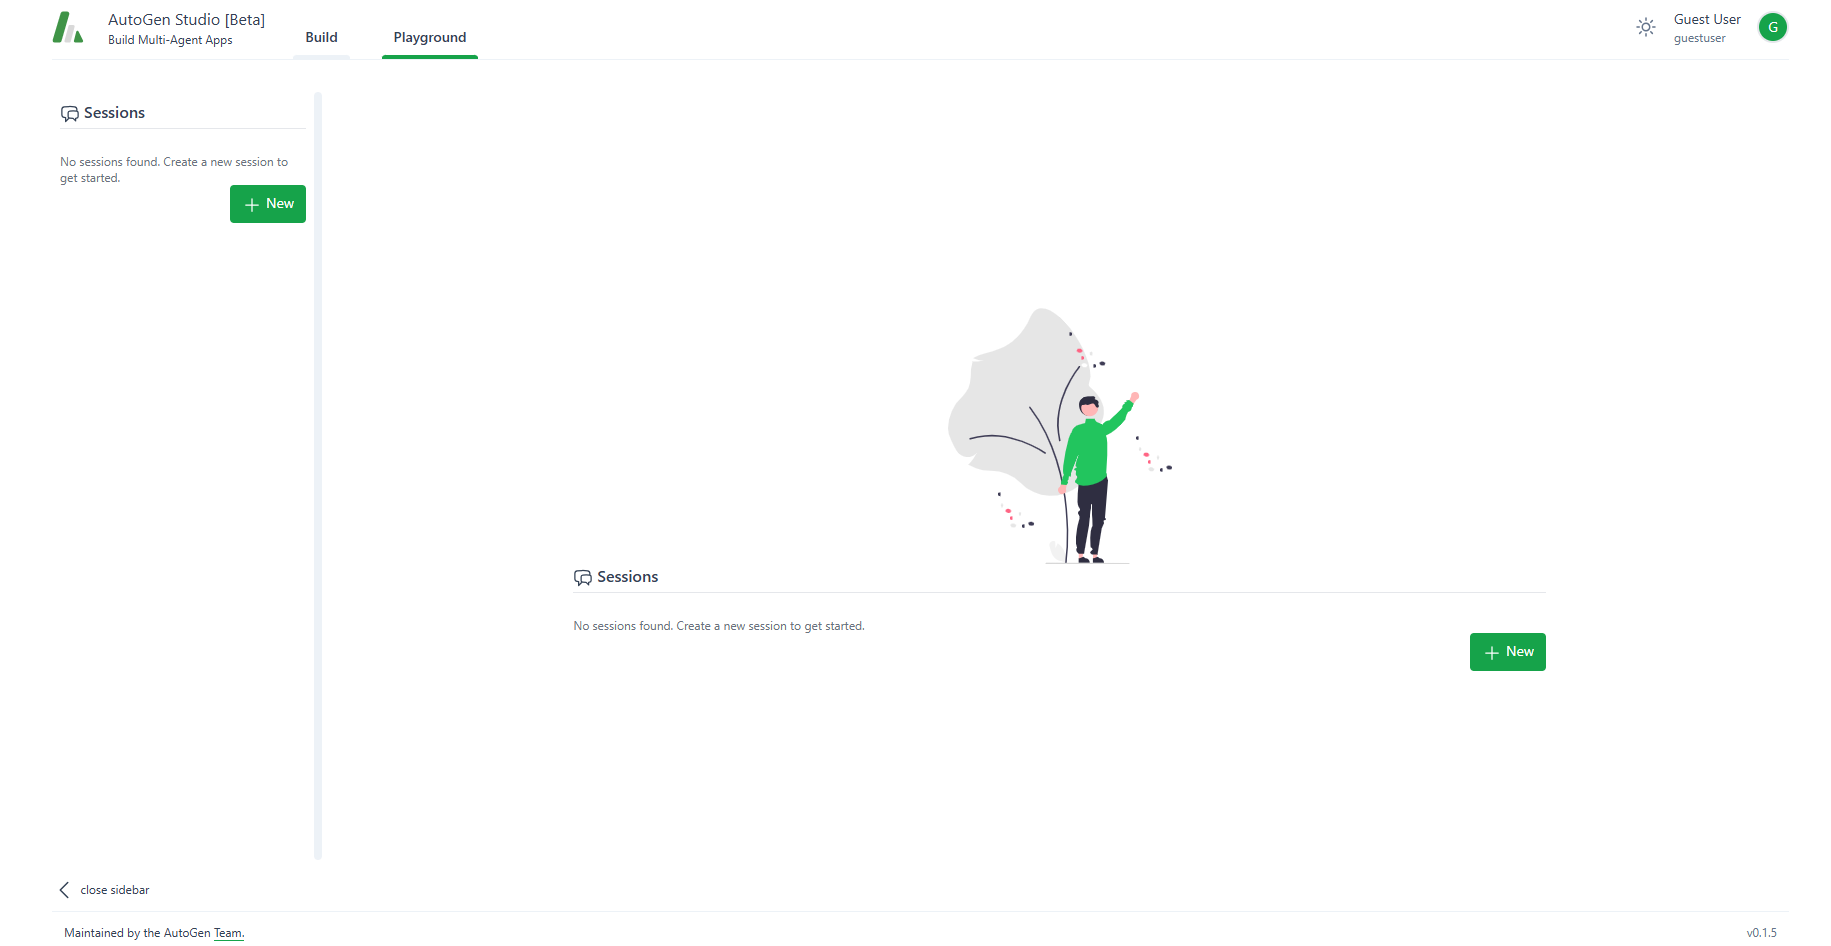 AutoGen Studio [Beta]
Build Multi-Agent Apps
Build
Playground
Guest User
guestuser
G
Sessions
No sessions found. Create a new session to
get started.
New
Sessions
No sessions found. Create a new session to get started.
New
close sidebar
Maintained by the AutoGen Team.
v0.1.5